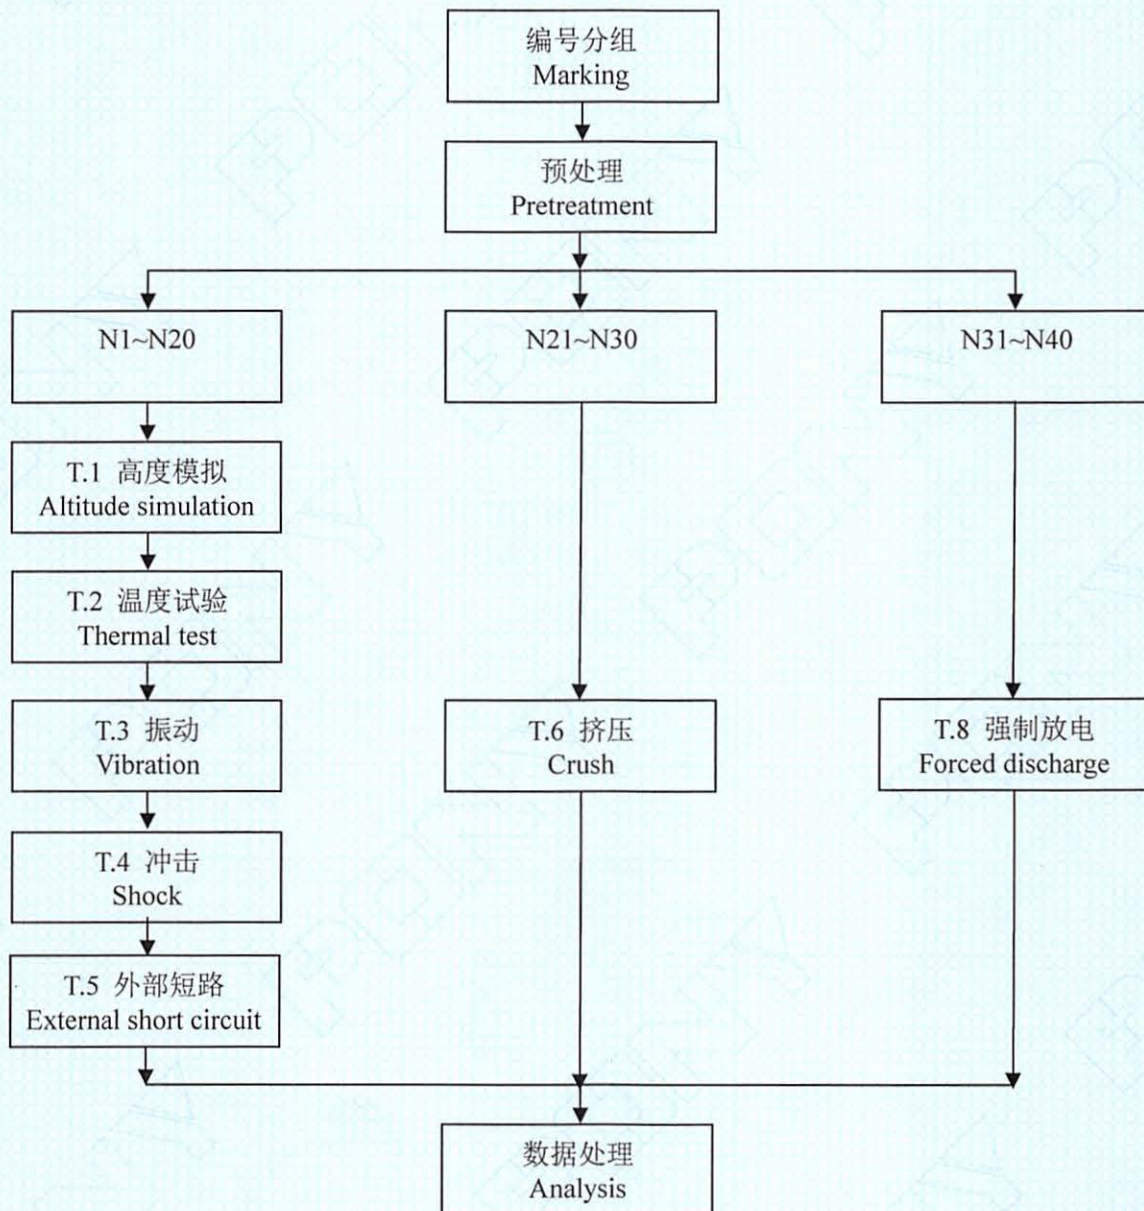 编号分组
Marking
预处理
Pretreatment
N1~N20
N21~N30
N31~N40
T.1 高度模拟
Altitude simulation
T.2 温度试验
Thermal test
T.3 振动
Vibration
T.6 挤压
Crush
T.8 强制放电
Forced discharge
T.4 冲击
Shock
T.5 外部短路
External short circuit
数据处理
Analysis